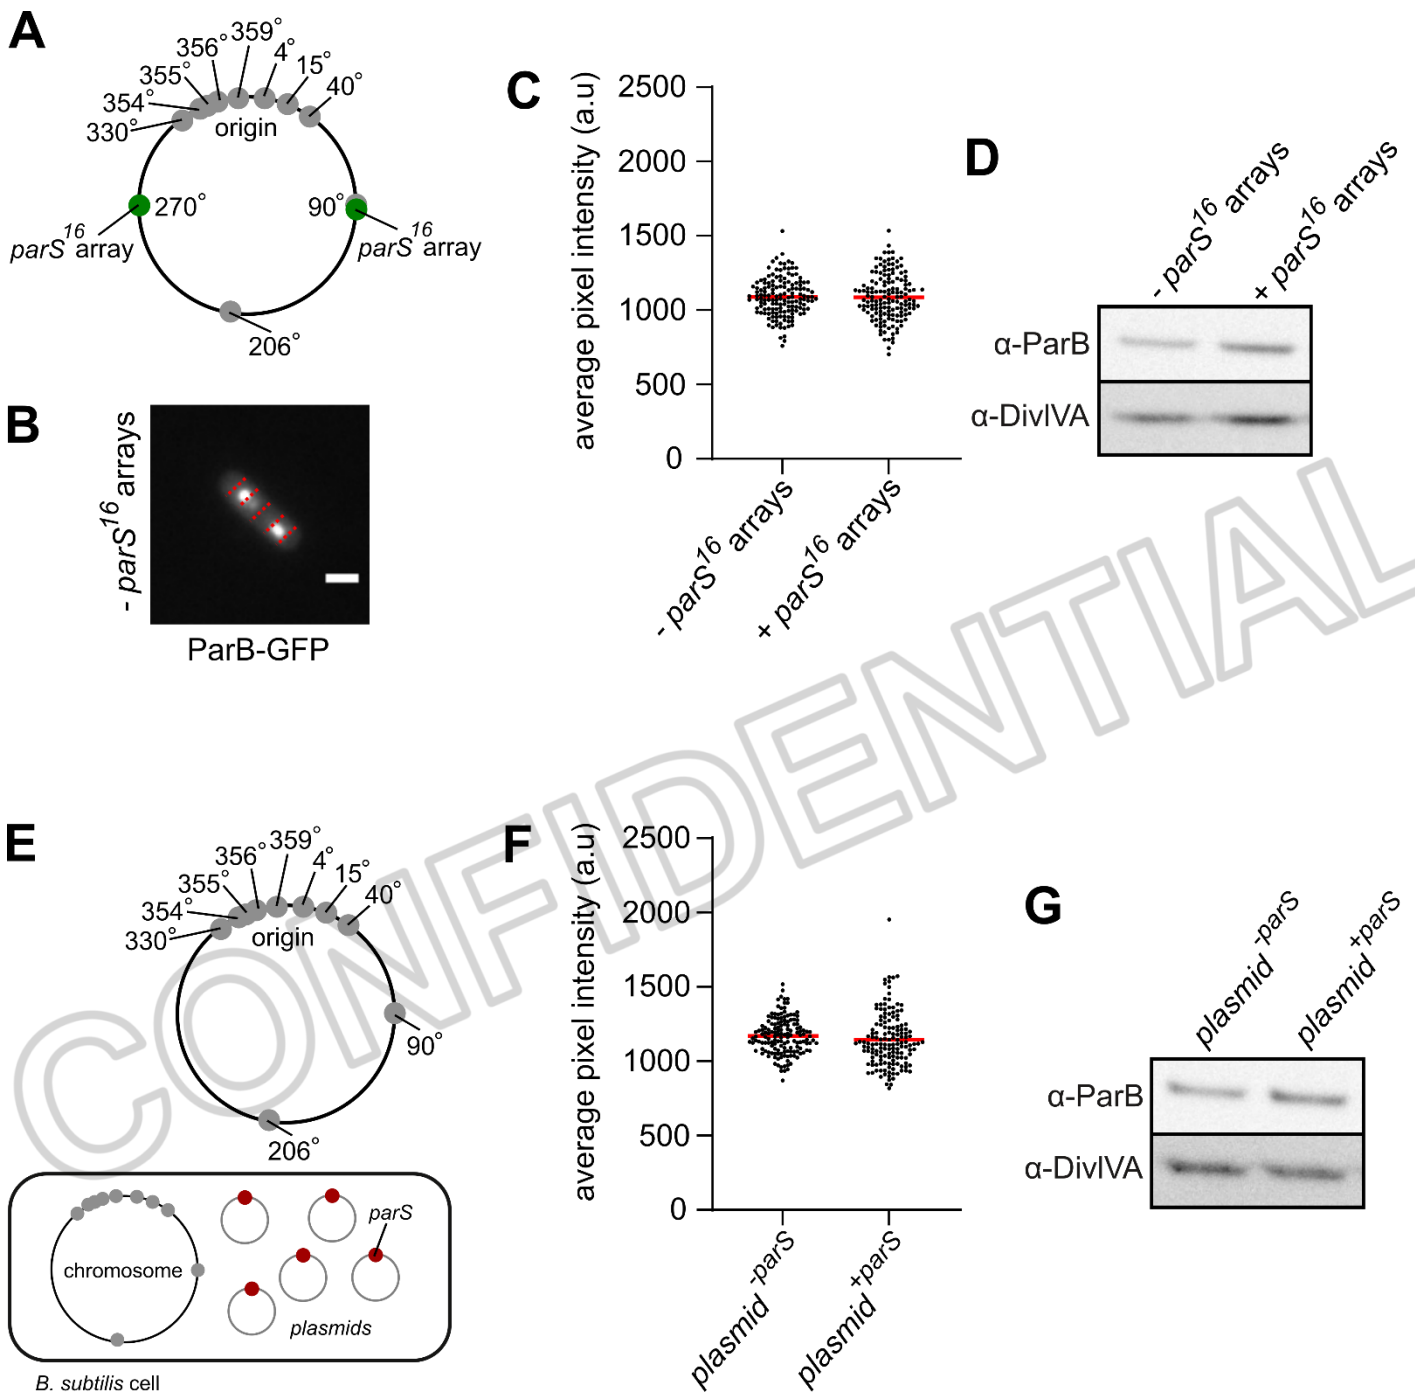 A
359°
356°
4°
355°
15°
354°
40°
330°
origin
270°
90°
parS16 array
parS16 array
206°
B
- parS16 arrays
ParB-GFP
C
average pixel intensity (a.u)
2500
2000
1500
1000
500
0
- parS16 arrays
+ parS16 arrays
D
- parS16 arrays
+ parS16 arrays
α-ParB
α-DivIVA
CONFIDENTIAL
E
359°
356°
4°
355°
15°
354°
40°
330°
origin
90°
206°
chromosome
parS
plasmids
B. subtilis cell
F
average pixel intensity (a.u)
2500
2000
1500
1000
500
0
plasmid-parS
plasmid+parS
G
plasmid-parS
plasmid+parS
α-ParB
α-DivIVA